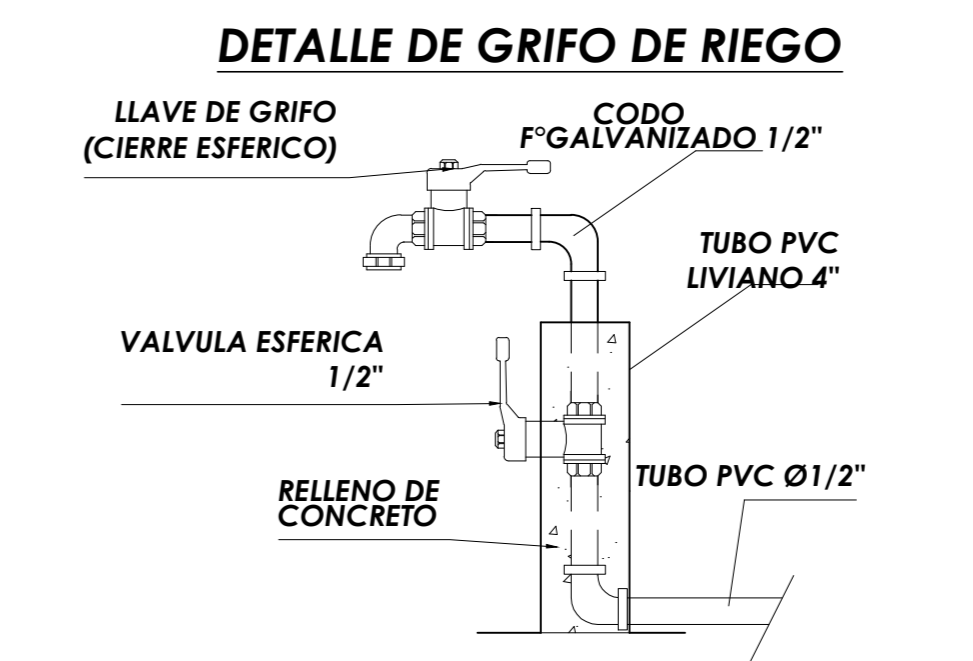 DETALLE DE GRIFO DE RIEGO
LLAVE DE GRIFO
(CIERRE ESFERICO)
CODO
F°GALVANIZADO 1/2"
TUBO PVC
LIVIANO 4"
VALVULA ESFERICA
1/2"
TUBO PVC Ø1/2"
RELLENO DE
CONCRETO